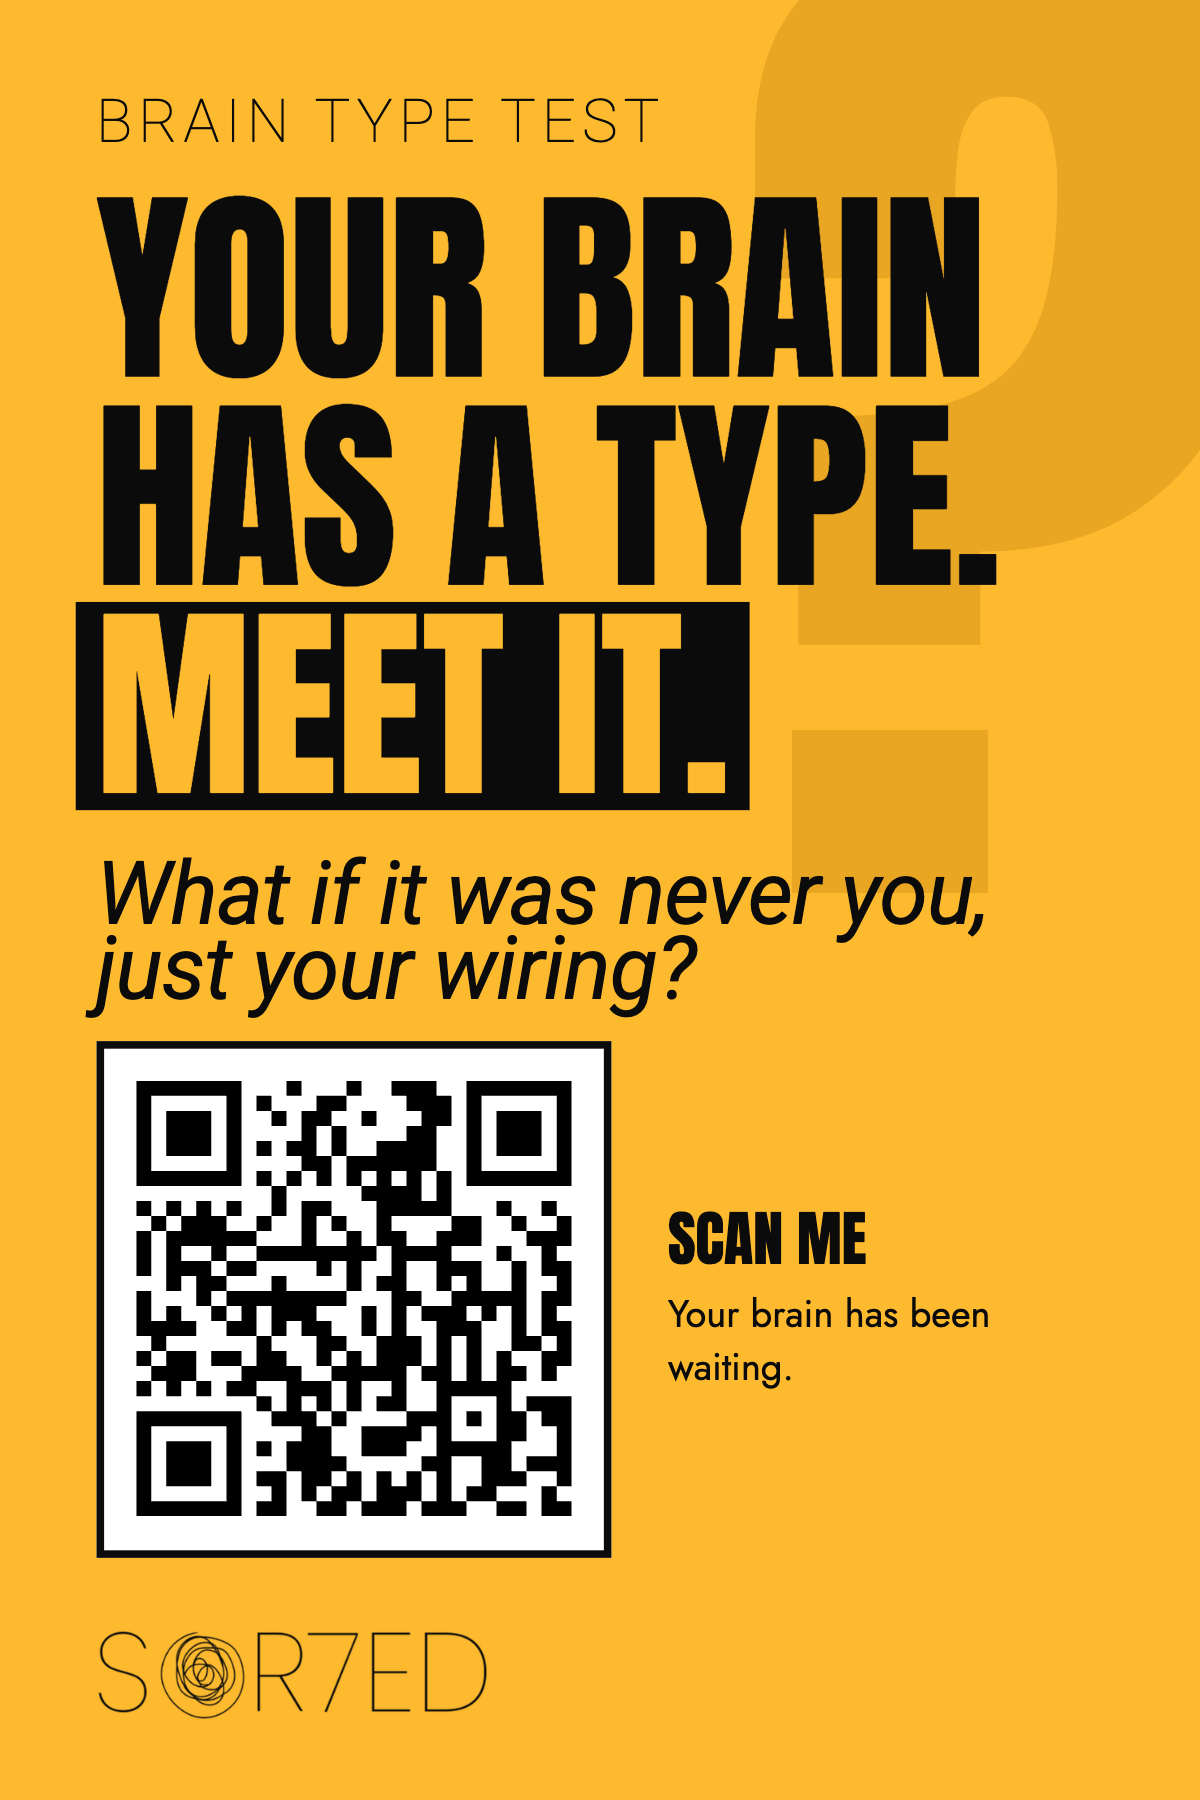 BRAIN TYPE TEST
YOUR BRAIN
HAS A TYPE.
MEET IT.
What if it was never you,
just your wiring?
SCAN ME
Your brain has been
waiting.
SOR7ED